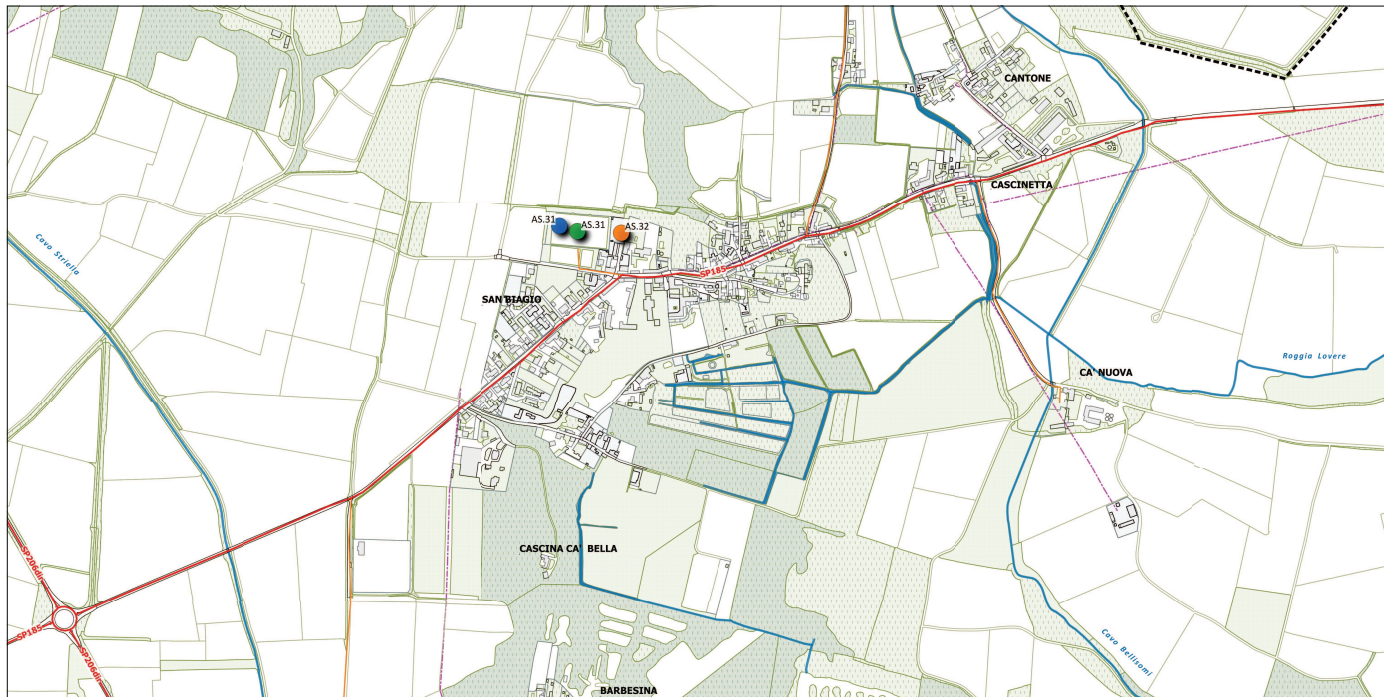 CANTONE
CASCINETTA
AS.31
AS.31
AS.32
Cavo Striella
SP185
SAN BIAGIO
Roggia Lovere
CA' NUOVA
CASCINA CA' BELLA
SP206dir
SP185
SP206dir
Cavo Bellisomi
BARBESINA